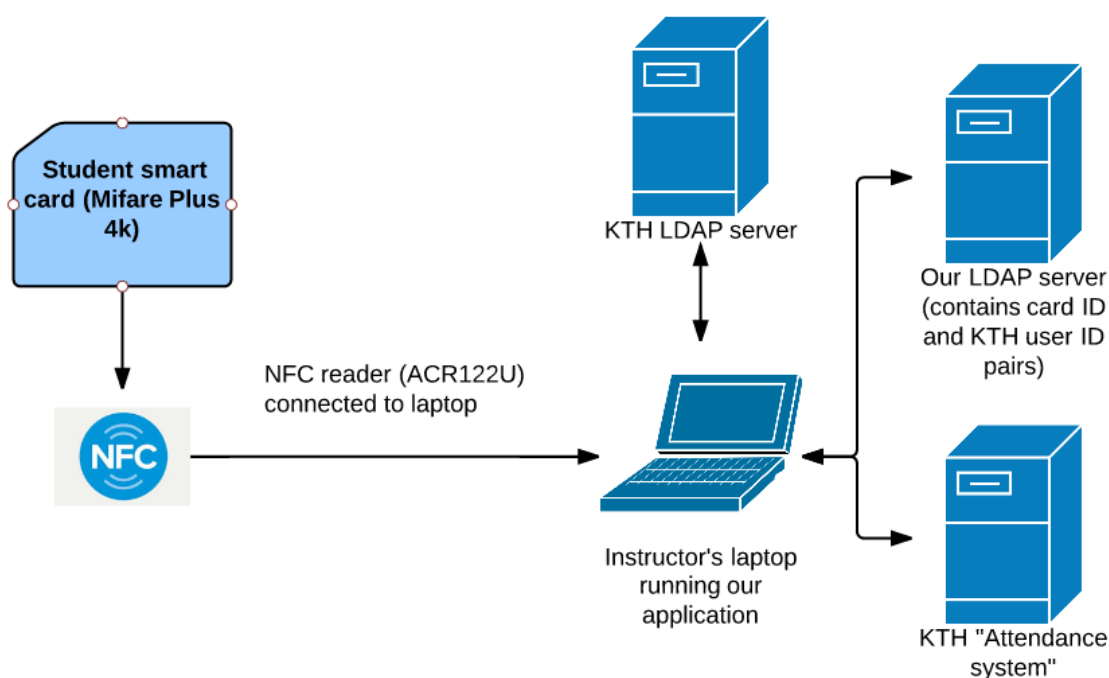 Student smart
card (Mifare Plus
4k)
KTH LDAP server
Our LDAP server
(contains card ID
and KTH user ID
pairs)
NFC reader (ACR122U)
connected to laptop
NFC
Instructor's laptop
running our
application
KTH "Attendance
system"